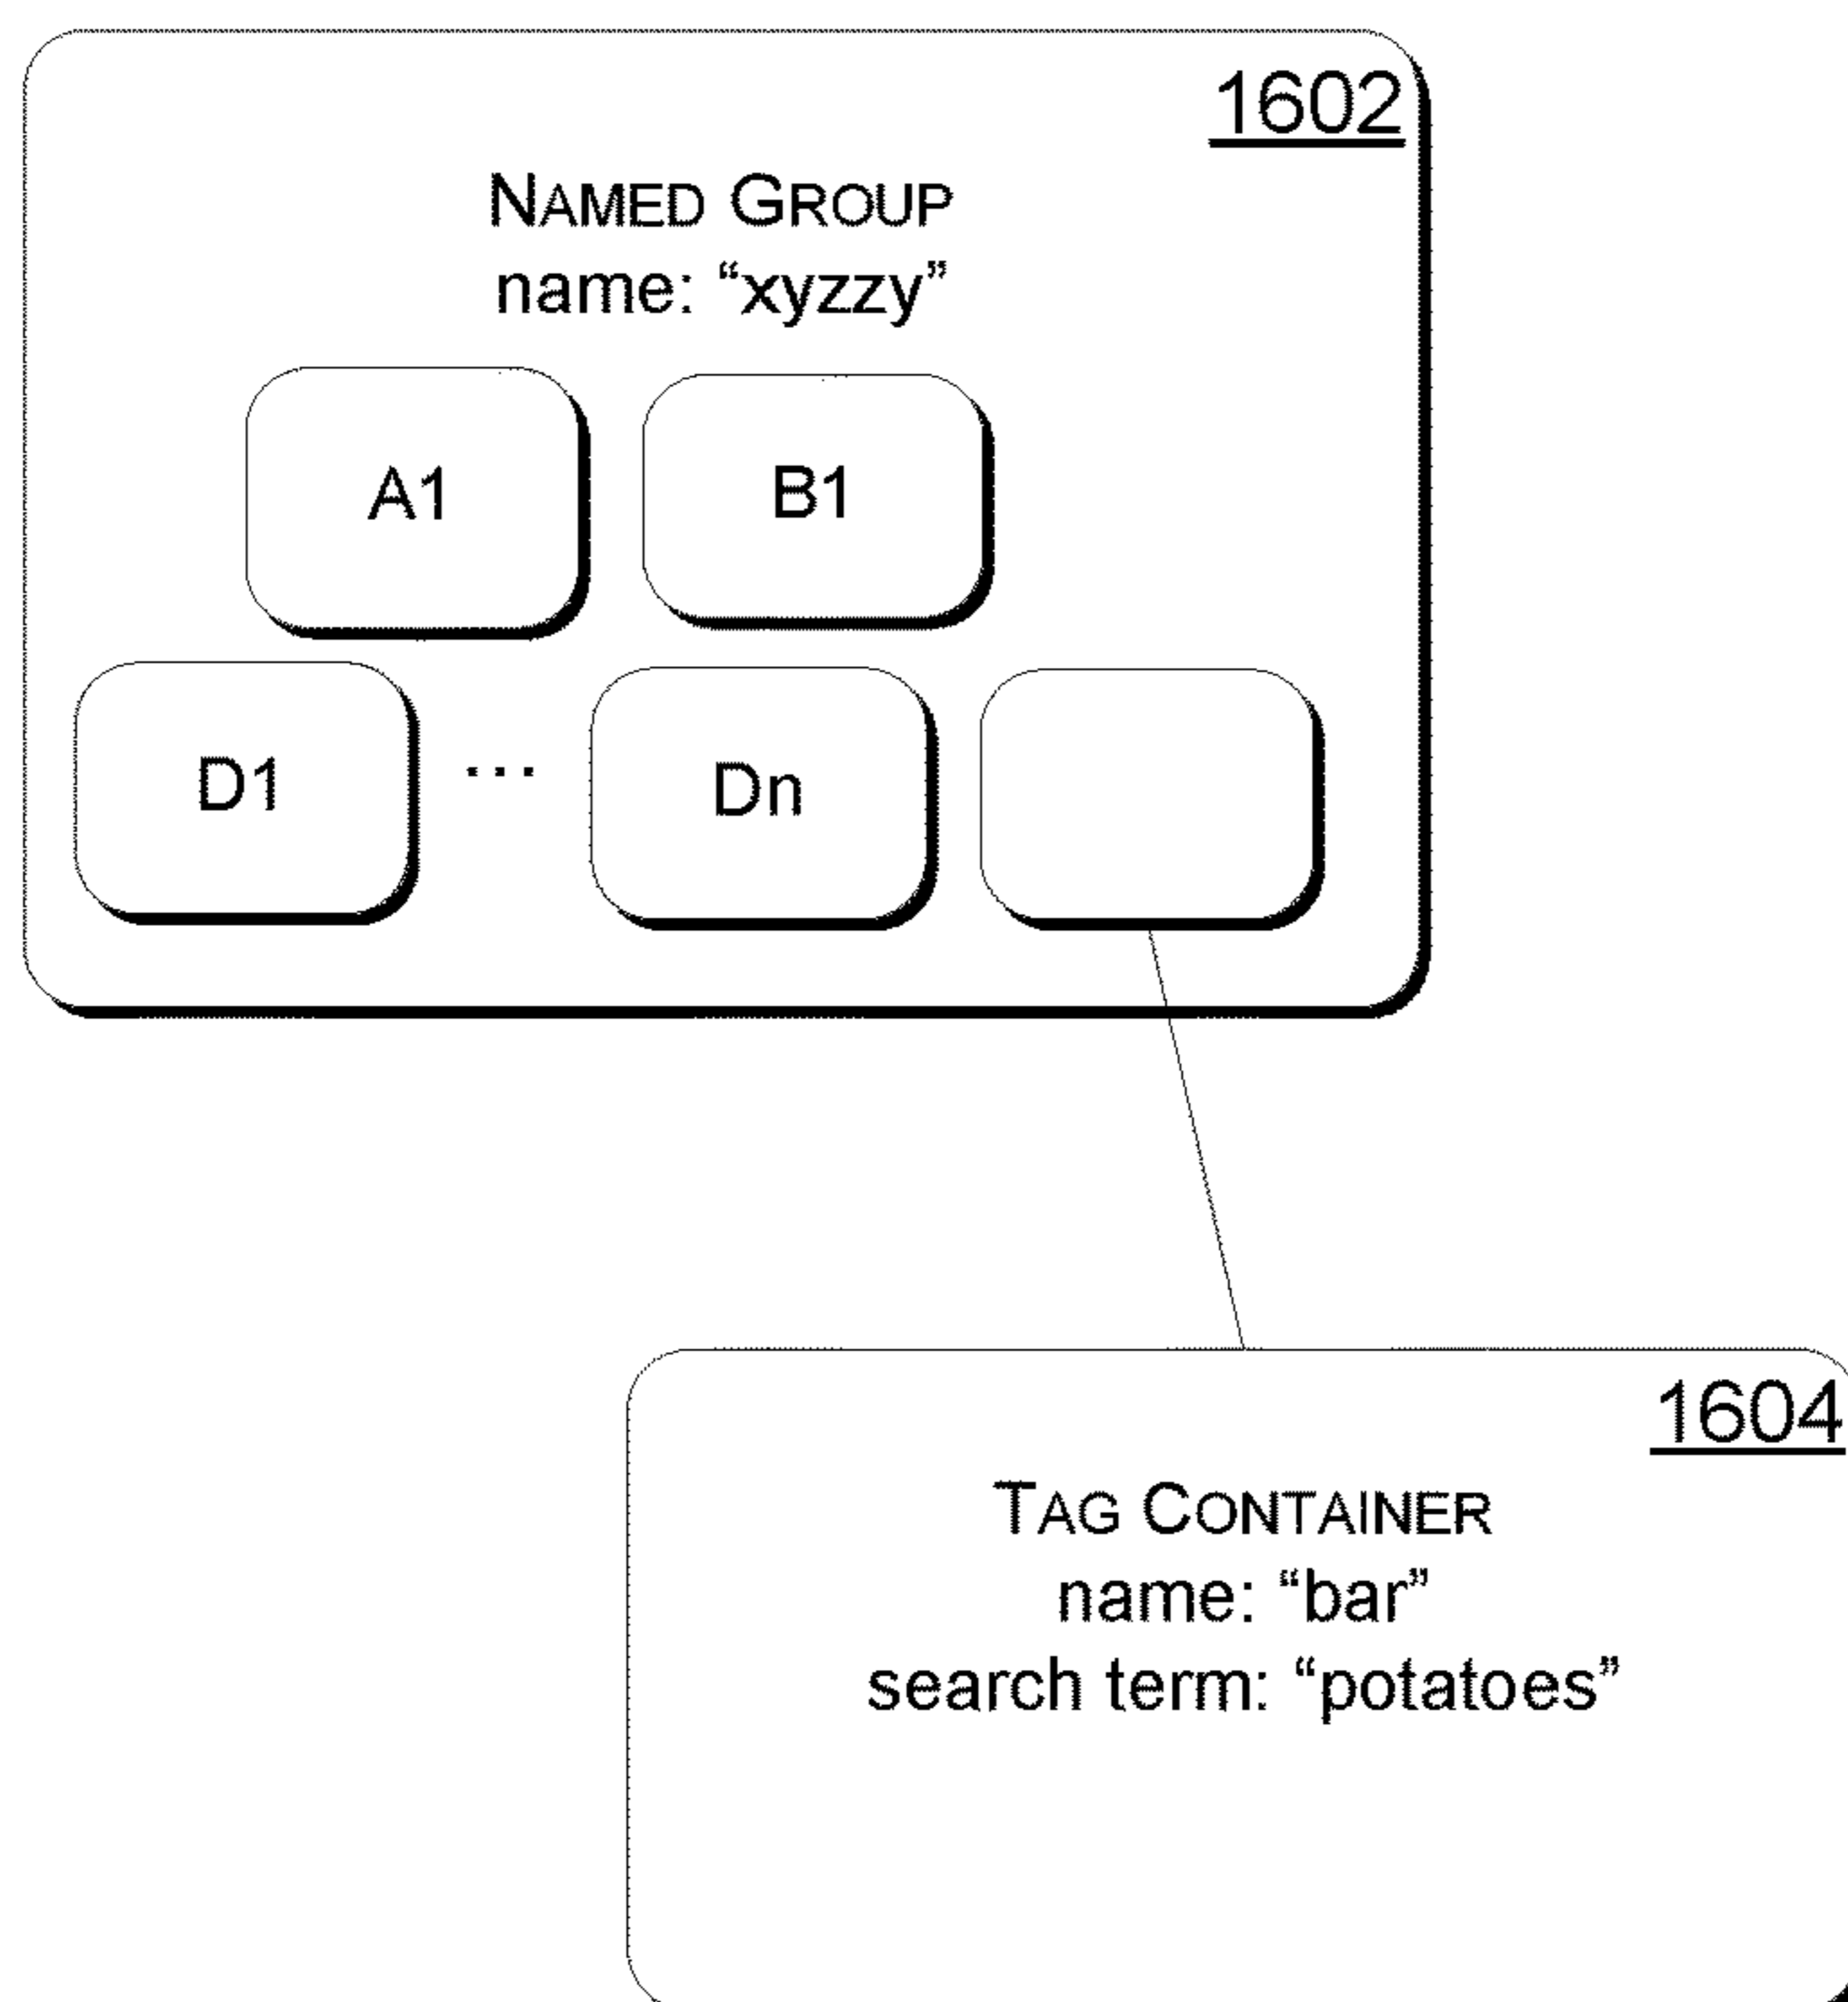 1602
NAMED GROUP
name: “xyzzy”
A1 B1
D1 ... Dn
1604
TAG CONTAINER
name: “bar”
search term: “potatoes”